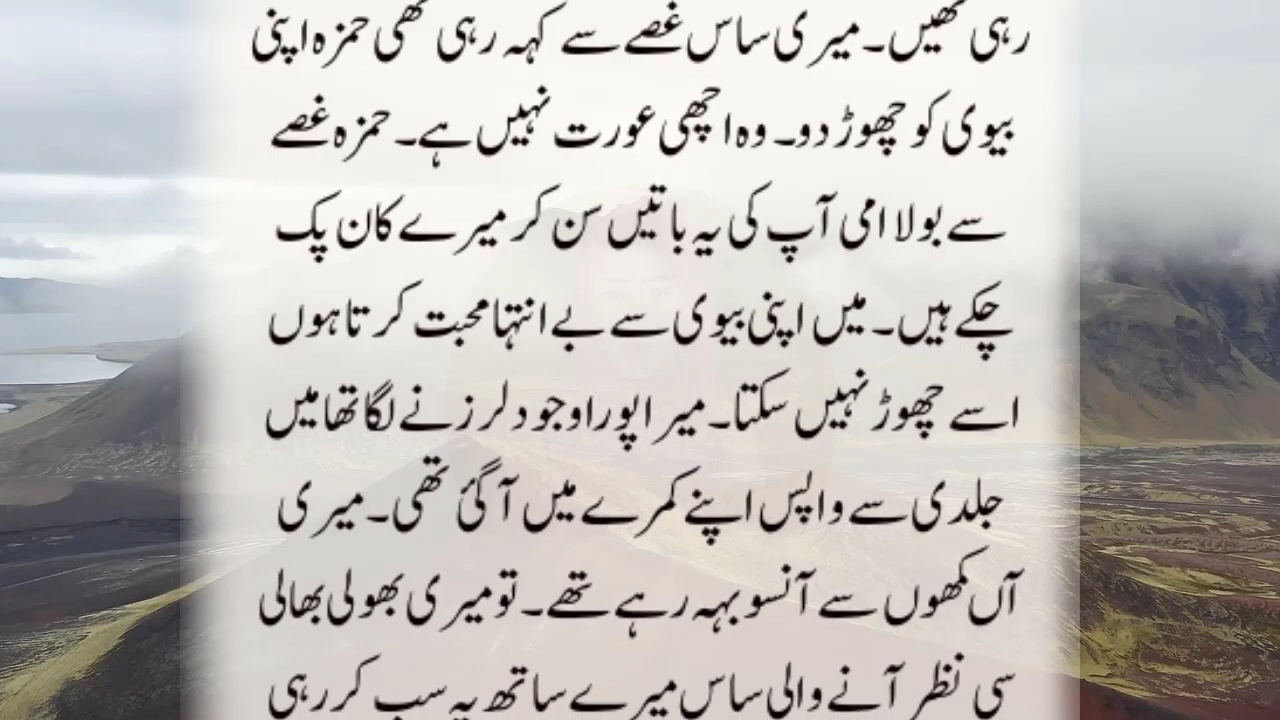 رہی تھیں۔ میری ساس غصے سے کہہ رہی تھی حمزہ اپنی
بیوی کو چھوڑ دو۔ وہ اچھی عورت نہیں ہے۔ حمزہ غصے
سے بولا امی آپ کی یہ باتیں سن کر میرے کان پک
چکے ہیں۔ میں اپنی بیوی سے بے انتہا محبت کرتا ہوں
اسے چھوڑ نہیں سکتا۔ میرا پورا وجود لرزنے لگا تھا میں
جلدی سے واپس اپنے کمرے میں آ گئی تھی۔ میری
آں کھوں سے آنسو بہہ رہے تھے۔ تو میری بھولی بھالی
سی نظر آنے والی ساس میرے ساتھ یہ سب کر رہی